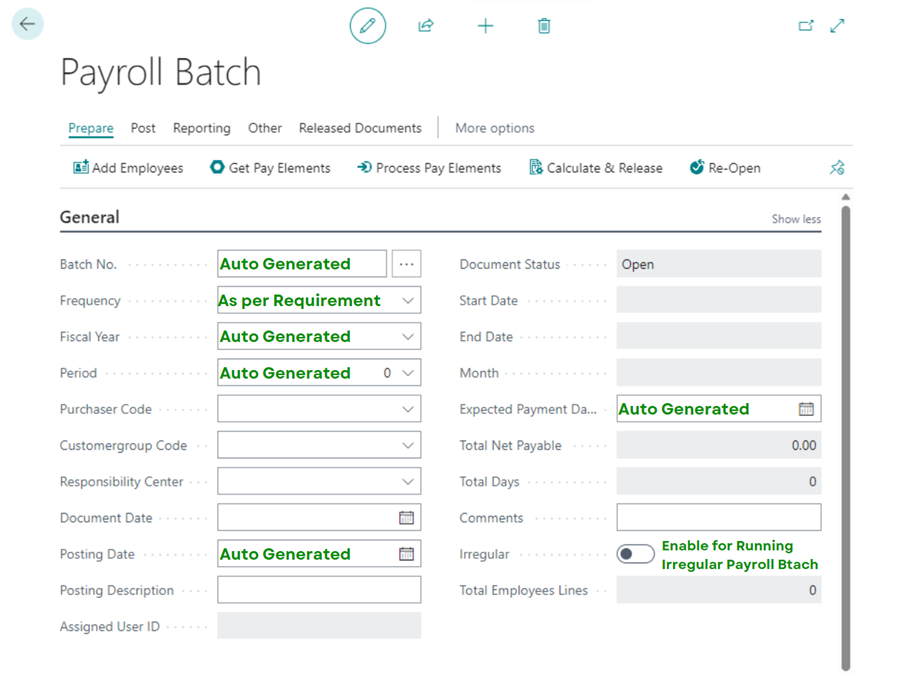 Payroll Batch
Prepare Post Reporting Other Released Documents More options
Add Employees Get Pay Elements Process Pay Elements Calculate & Release Re-Open
General Show less
Batch No. Auto Generated ... Document Status Open
Frequency As per Requirement Start Date
Fiscal Year Auto Generated End Date
Period Auto Generated 0 Month
Purchaser Code Expected Payment Da... Auto Generated
Customergroup Code Total Net Payable 0.00
Responsibility Center Total Days 0
Document Date Comments
Posting Date Auto Generated Irregular Enable for Running
Irregular Payroll Btach
Posting Description Total Employees Lines 0
Assigned User ID